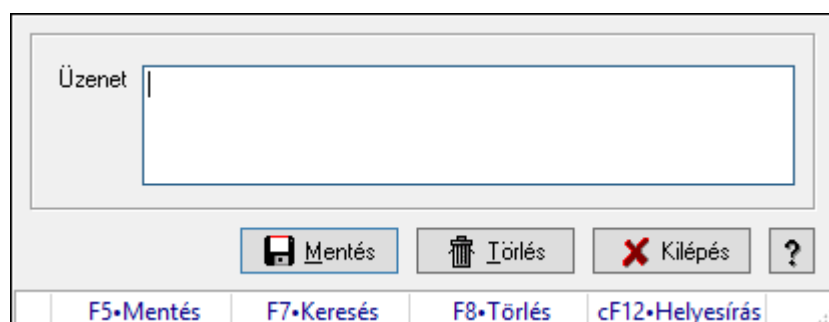 Üzenet
Mentés Törlés Kilépés ?
F5•Mentés F7•Keresés F8•Törlés cF12•Helyesírás